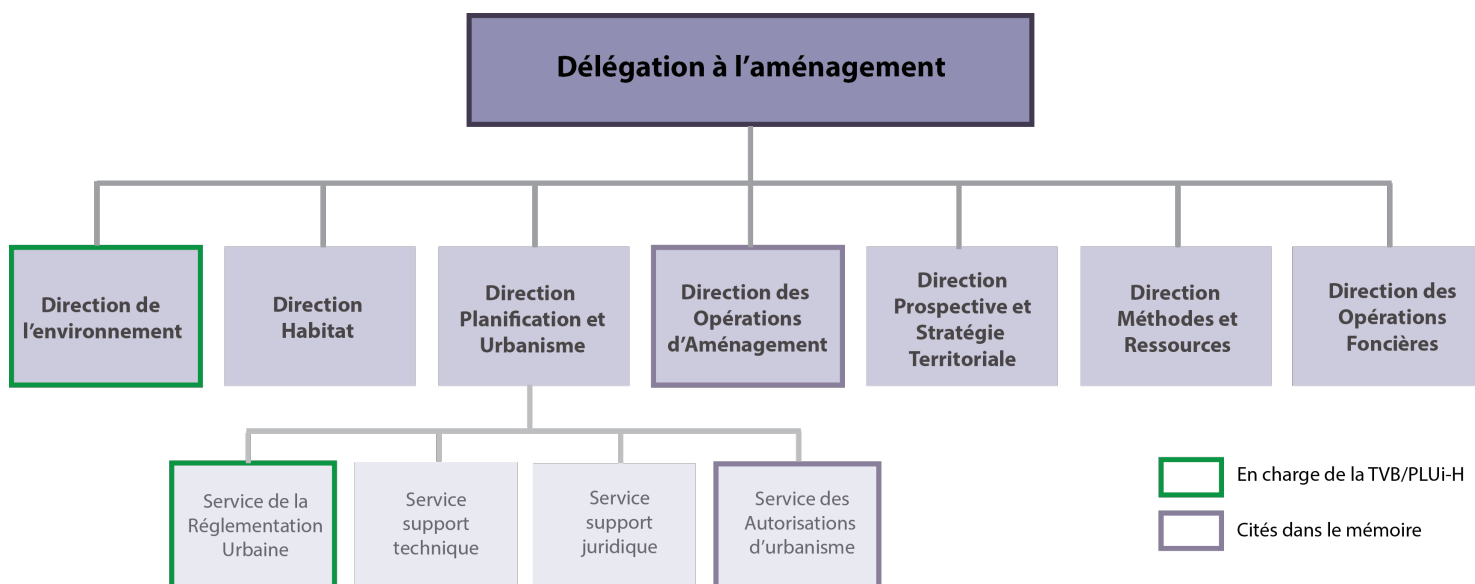 Délégation à l’aménagement
Direction de
l’environnement
Direction
Habitat
Direction
Planification et
Urbanisme
Direction des
Opérations
d’Aménagement
Direction
Prospective et
Stratégie
Territoriale
Direction
Méthodes et
Ressources
Direction des
Opérations
Foncières
Service de la
Réglementation
Urbaine
Service
support
technique
Service
support
juridique
Service des
Autorisations
d’urbanisme
En charge de la TVB/PLUi-H
Cités dans le mémoire